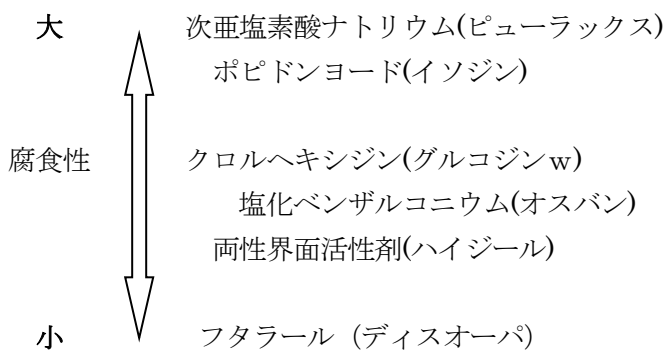 大 次亜塩素酸ナトリウム(ピューラックス)
ポピドンヨード(イソジン)
腐食性 クロルヘキシジン(グルコジンｗ)
塩化ベンザルコニウム(オスバン)
両性界面活性剤(ハイジール)
小 フタラール（ディスオーパ）